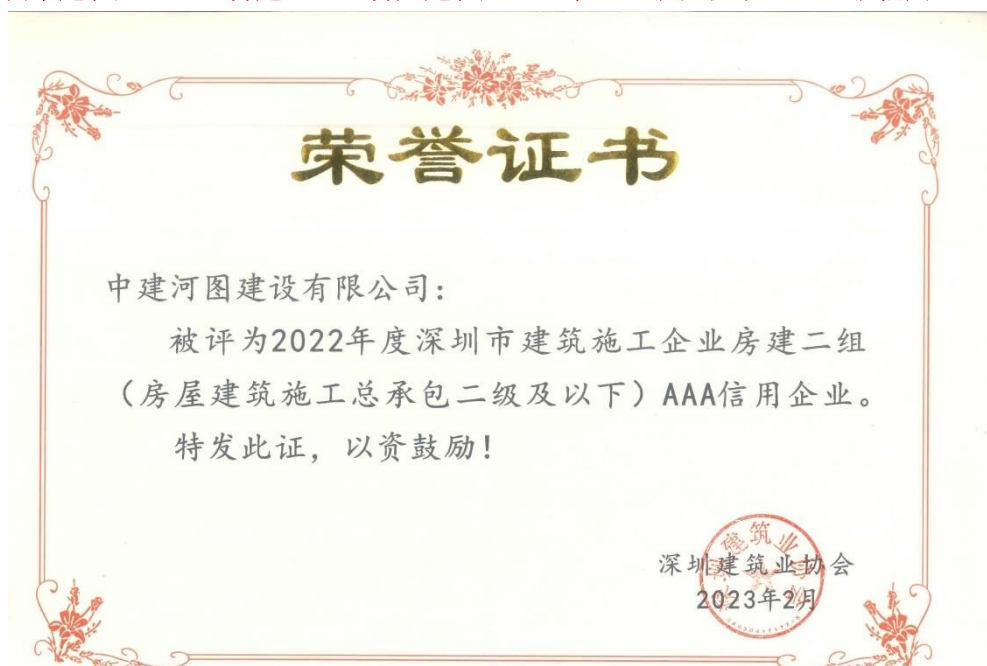 荣誉证书
中建河图建设有限公司：
被评为2022年度深圳市建筑施工企业房建二组
（房屋建筑施工总承包二级及以下）AAA信用企业。
特发此证，以资鼓励！
深圳建筑业协会
2023年2月